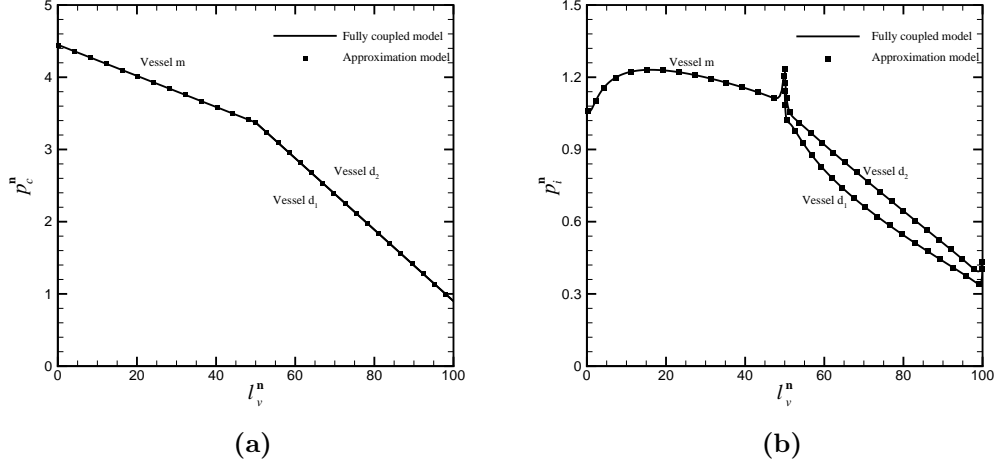 5
4
3
2
1
0
0 20 40 60 80 100
p_c^n
l_v^n
Fully coupled model
Approximation model
Vessel m
Vessel d₂
Vessel d₁
(a)
1.5
1.2
0.9
0.6
0.3
0
0 20 40 60 80 100
p_i^n
l_v^n
Fully coupled model
Approximation model
Vessel m
Vessel d₂
Vessel d₁
(b)